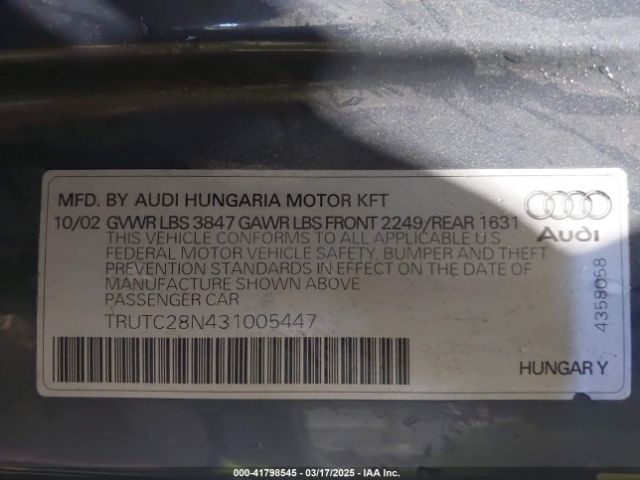 MFD. BY AUDI HUNGARIA MOTOR KFT
10/02 GVWR LBS 3847 GAWR LBS FRONT 2249/REAR 1631
THIS VEHICLE CONFORMS TO ALL APPLICABLE U.S.
FEDERAL MOTOR VEHICLE SAFETY, BUMPER AND THEFT
PREVENTION STANDARDS IN EFFECT ON THE DATE OF
MANUFACTURE SHOWN ABOVE
PASSENGER CAR
TRUTC28N431005447
Audi
4358058
HUNGARY
000-41798545 - 03/17/2025 - IAA Inc.